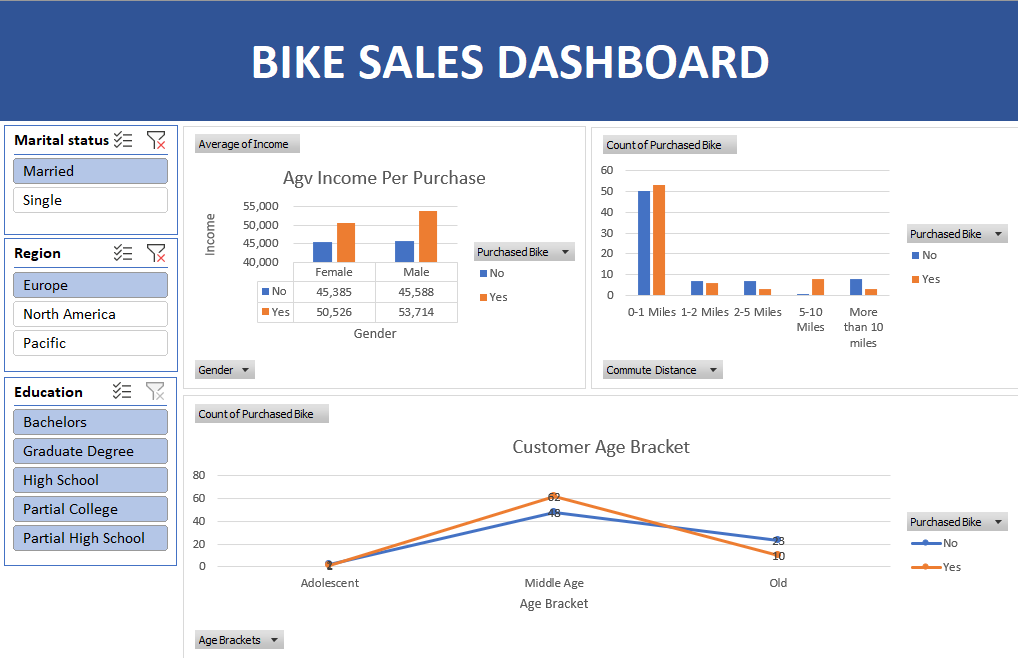 BIKE SALES DASHBOARD
Marital status
Married
Single
Region
Europe
North America
Pacific
Education
Bachelors
Graduate Degree
High School
Partial College
Partial High School
Average of Income
Agv Income Per Purchase
Income
55,000
50,000
45,000
40,000
Female Male
No 45,385 45,588
Yes 50,526 53,714
Gender
Purchased Bike
No
Yes
Gender
Count of Purchased Bike
60
50
40
30
20
10
0
0-1 Miles 1-2 Miles 2-5 Miles 5-10 Miles More than 10 miles
Purchased Bike
No
Yes
Commute Distance
Count of Purchased Bike
Customer Age Bracket
80
60
40
20
0
62
48
23
10
Adolescent Middle Age Old
Age Bracket
Purchased Bike
No
Yes
Age Brackets